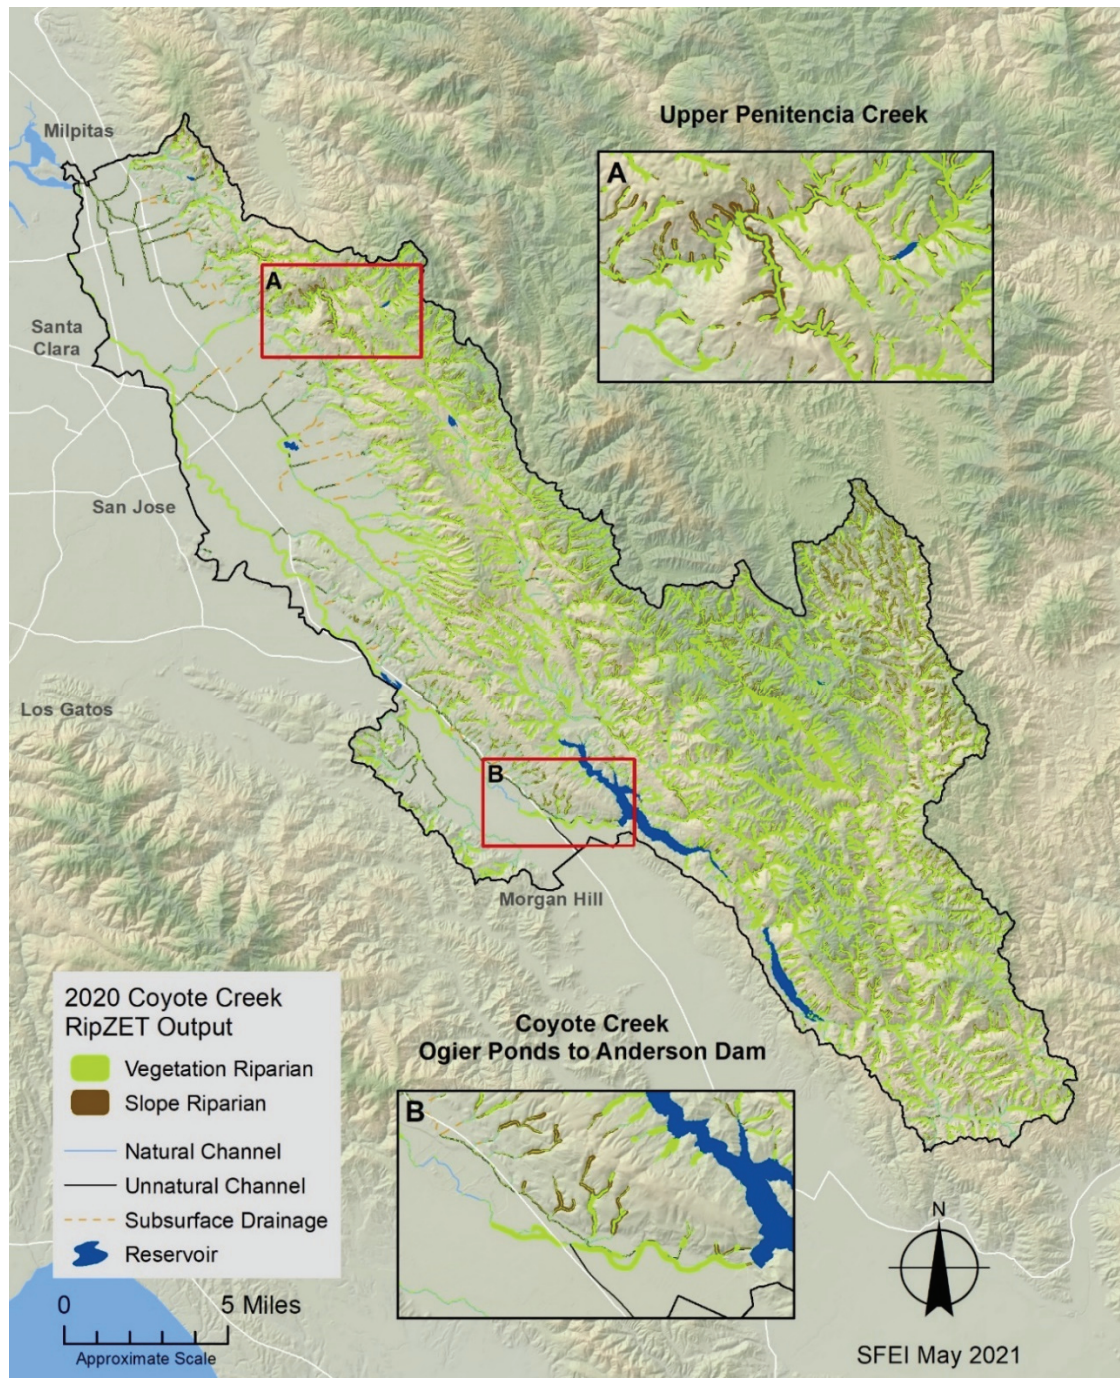 Upper Penitencia Creek
A
Milpitas
A
Santa
Clara
San Jose
Los Gatos
B
Morgan Hill
2020 Coyote Creek
RipZET Output
Vegetation Riparian
Slope Riparian
Natural Channel
Unnatural Channel
Subsurface Drainage
Reservoir
0 5 Miles
Approximate Scale
Coyote Creek
Ogier Ponds to Anderson Dam
B
N
SFEI May 2021